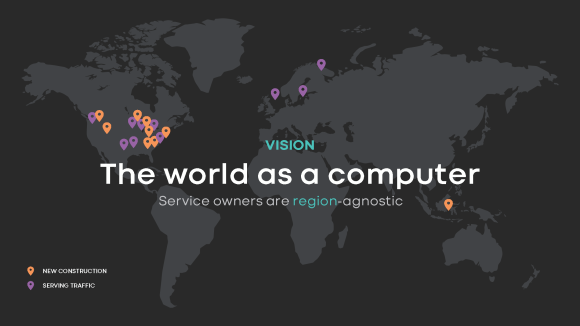 VISION
The world as a computer
Service owners are region-agnostic
NEW CONSTRUCTION
SERVING TRAFFIC